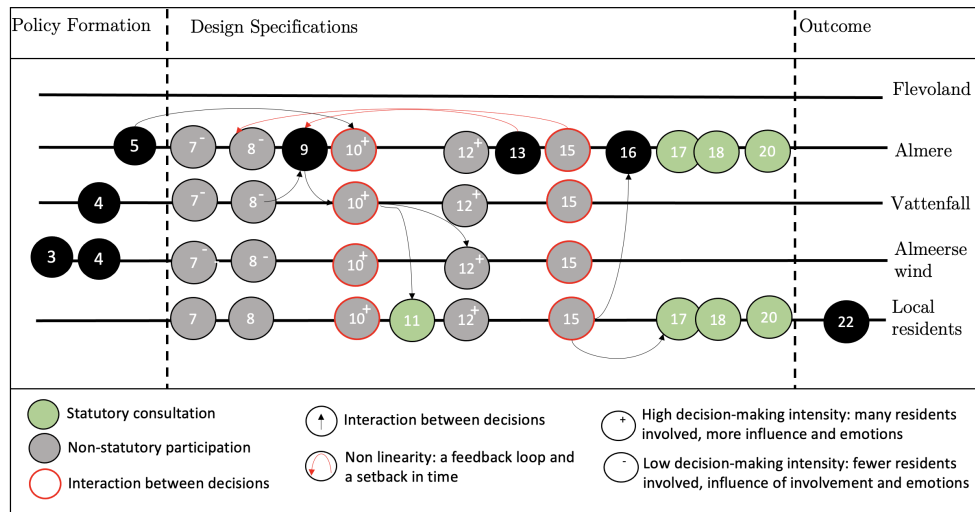 Policy Formation
Design Specifications
Outcome
Flevoland
5
7-
8-
9
10+
12+
13
15
16
17
18
20
Almere
4
7-
8-
10+
12+
15
Vattenfall
3
4
7-
8-
10+
12+
15
Almeerse
wind
7
8
10+
11
12+
15
17
18
20
22
Local
residents
Statutory consultation
Non-statutory participation
Interaction between decisions
Interaction between decisions
Non linearity: a feedback loop and
a setback in time
+
High decision-making intensity: many residents
involved, more influence and emotions
-
Low decision-making intensity: fewer residents
involved, influence of involvement and emotions